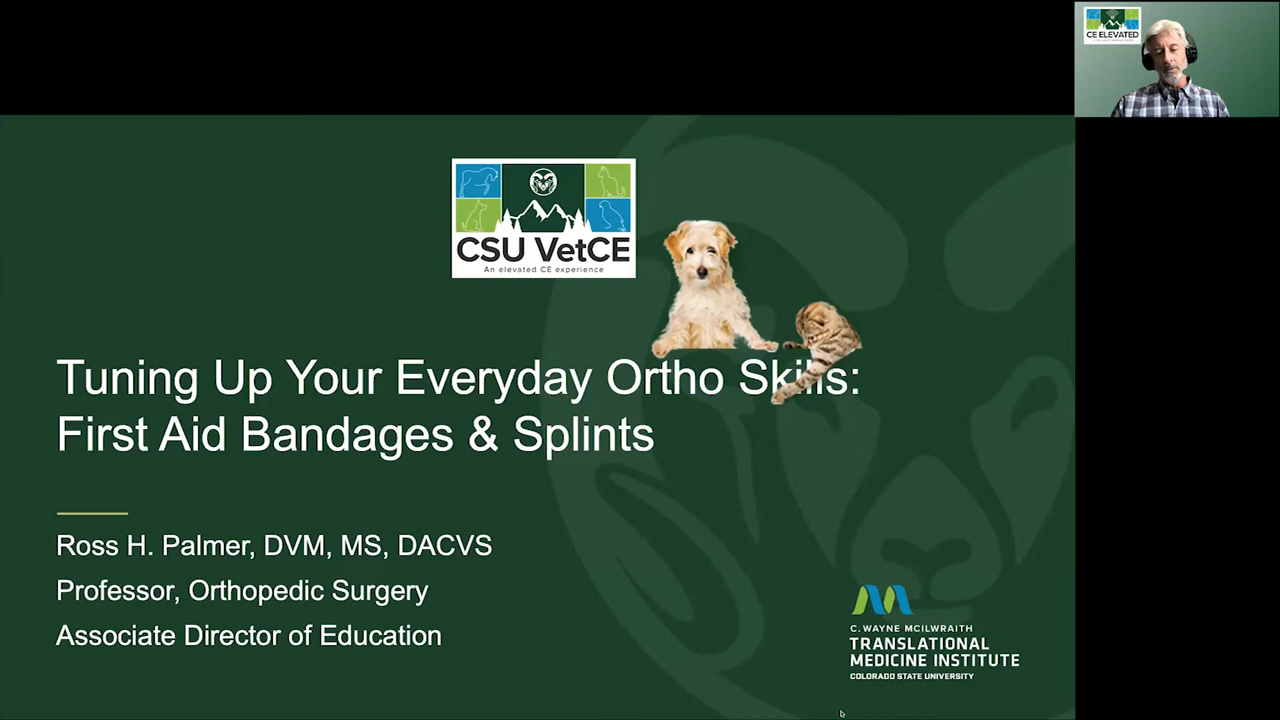 CE ELEVATED
CSU VetCE
An elevated CE experience
Tuning Up Your Everyday Ortho Skills:
First Aid Bandages & Splints
Ross H. Palmer, DVM, MS, DACVS
Professor, Orthopedic Surgery
Associate Director of Education
C. WAYNE MCILWRAITH
TRANSLATIONAL
MEDICINE INSTITUTE
COLORADO STATE UNIVERSITY